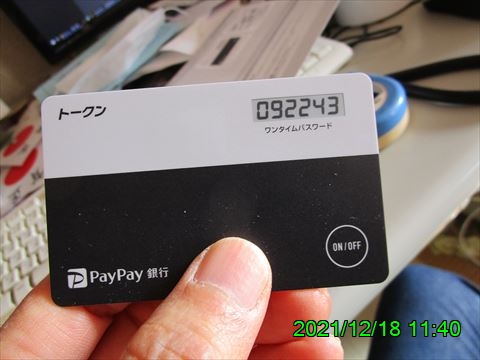 トークン
092243
ワンタイムパスワード
ON/OFF
PayPay 銀行
2021/12/18 11:40